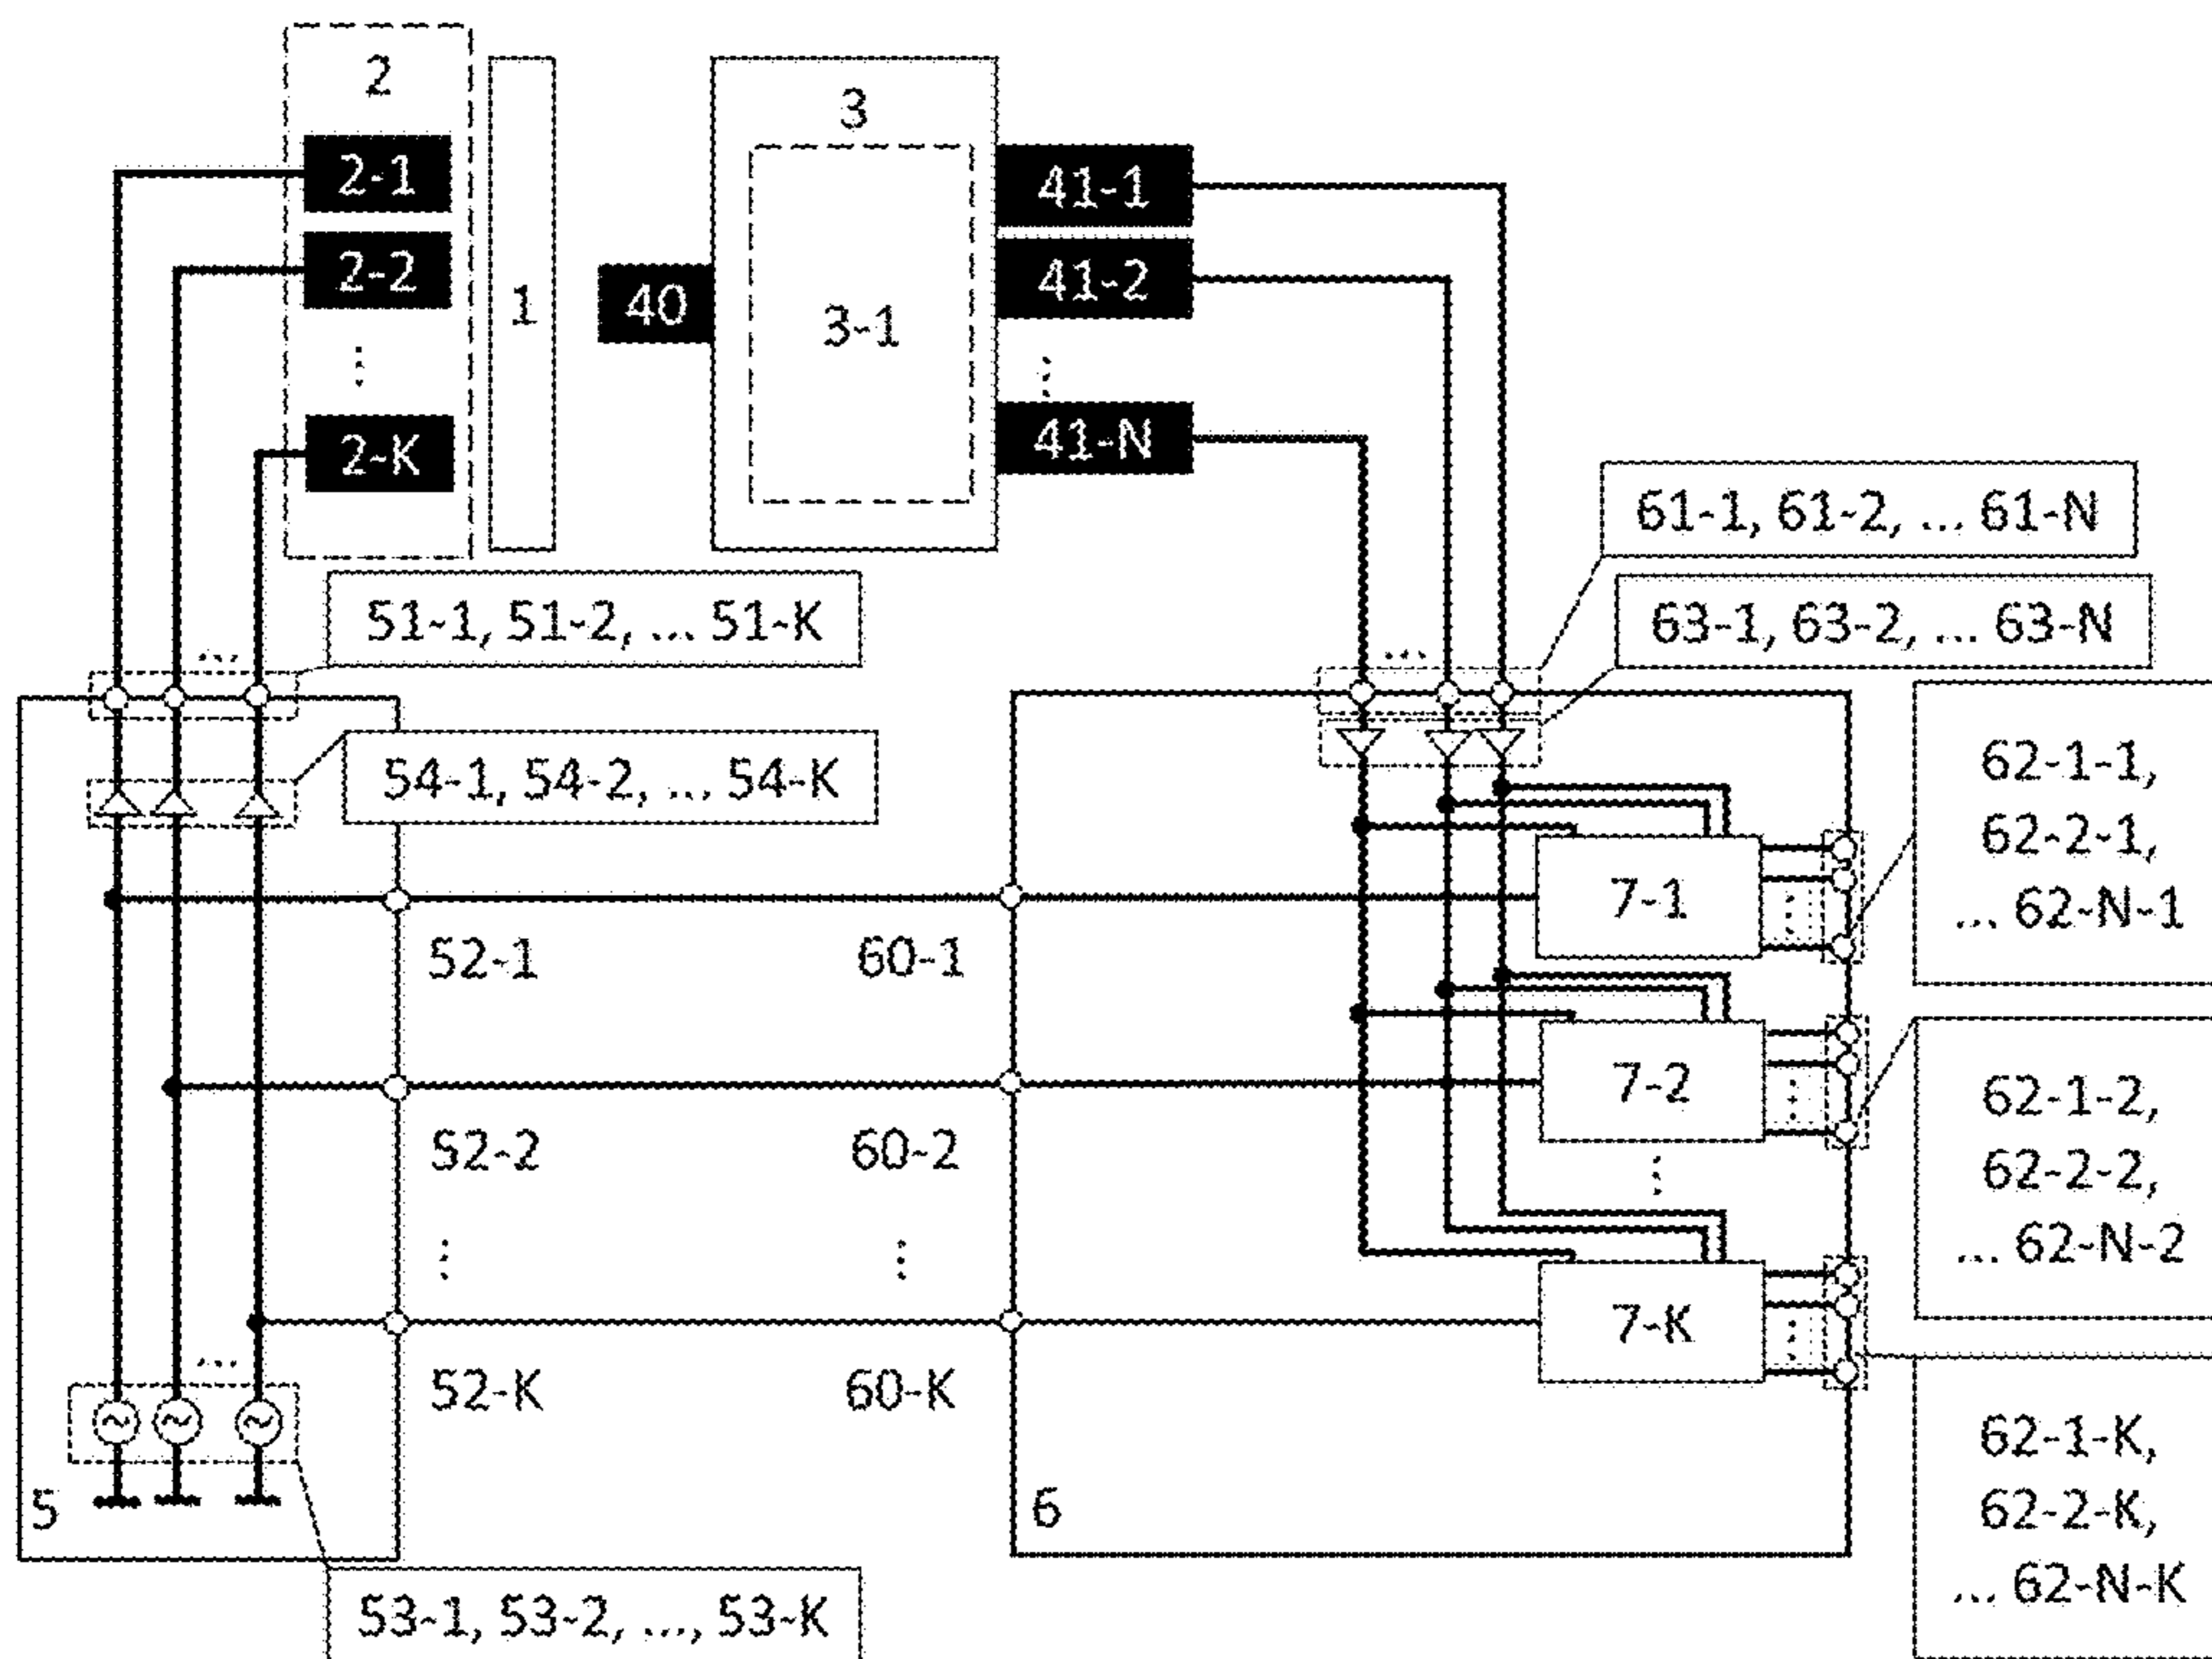 2
2-1
2-2
⋮
2-K
1
40
3
3-1
41-1
41-2
⋮
41-N
51-1, 51-2, ... 51-K
...
54-1, 54-2, ... 54-K
61-1, 61-2, ... 61-N
63-1, 63-2, ... 63-N
...
52-1
60-1
7-1
⋮
62-1-1,
62-2-1,
... 62-N-1
52-2
60-2
7-2
⋮
62-1-2,
62-2-2,
... 62-N-2
⋮
⋮
⋮
52-K
60-K
7-K
⋮
62-1-K,
62-2-K,
... 62-N-K
...
5
6
53-1, 53-2, ..., 53-K